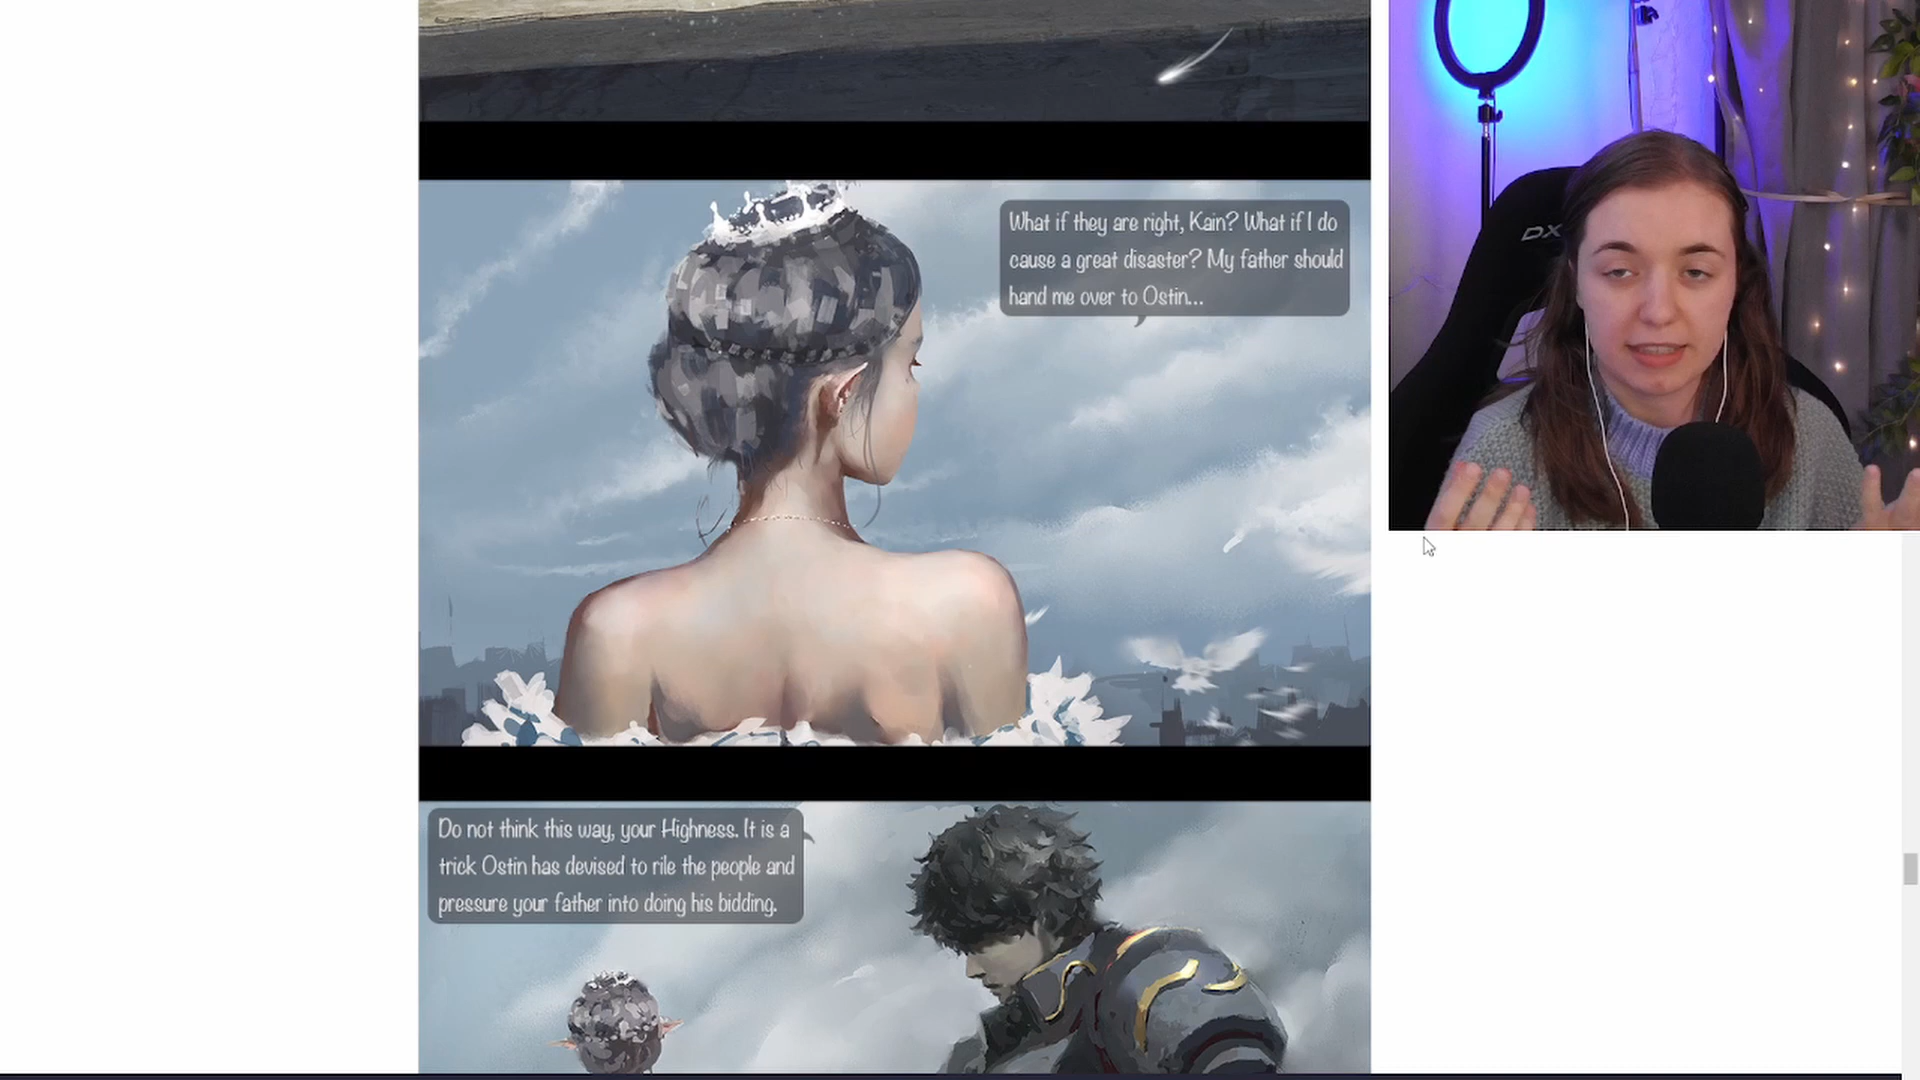 What if they are right, Kain? What if I do
cause a great disaster? My father should
hand me over to Ostin...
DX
Do not think this way, your Highness. It is a
trick Ostin has devised to rile the people and
pressure your father into doing his bidding.